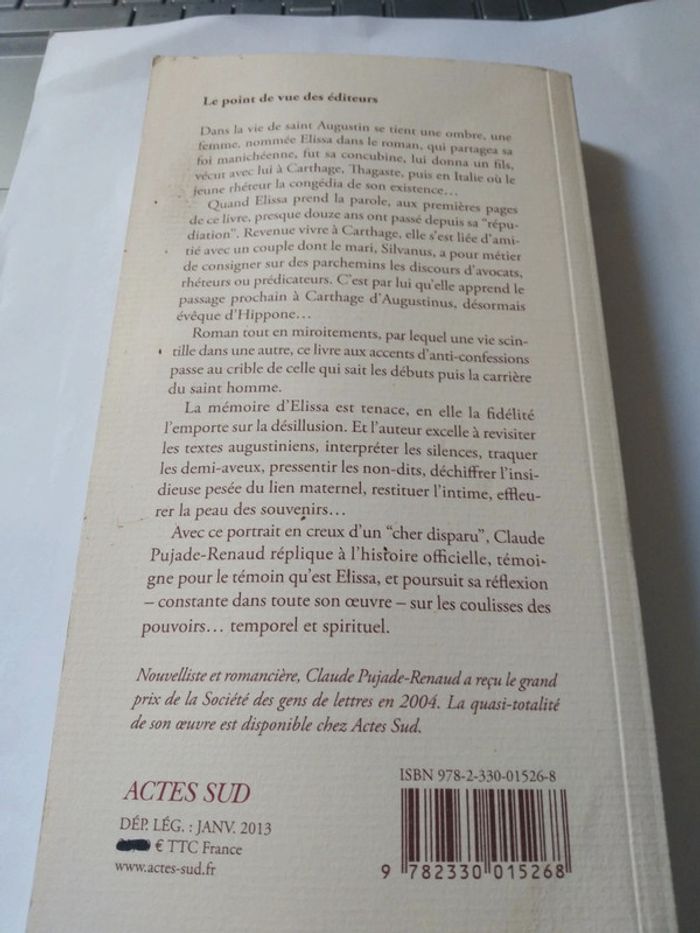 Le point de vue des éditeurs
Dans la vie de saint Augustin se tient une ombre, une
femme, nommée Elissa dans le roman, qui partagea sa
foi manichéenne, fut sa concubine, lui donna un fils,
vécut avec lui à Carthage, Thagaste, puis en Italie où le
jeune rhéteur la congédia de son existence…
Quand Elissa prend la parole, aux premières pages
de ce livre, presque douze ans ont passé depuis sa “répu-
diation”. Revenue vivre à Carthage, elle s’est liée d’ami-
tié avec un couple dont le mari, Silvanus, a pour métier
de consigner sur des parchemins les discours d’avocats,
rhéteurs ou prédicateurs. C’est par lui qu’elle apprend le
passage prochain à Carthage d’Augustinus, désormais
évêque d’Hippone…
Roman tout en miroitements, par lequel une vie scin-
tille dans une autre, ce livre aux accents d’anti-confessions
passe au crible de celle qui sait les débuts puis la carrière
du saint homme.
La mémoire d’Elissa est tenace, en elle la fidélité
l’emporte sur la désillusion. Et l’auteur excelle à revisiter
les textes augustiniens, interpréter les silences, traquer
les demi-aveux, pressentir les non-dits, déchiffrer l’insi-
dieuse pesée du lien maternel, restituer l’intime, effleu-
rer la peau des souvenirs…
Avec ce portrait en creux d’un “cher disparu”, Claude
Pujade-Renaud réplique à l’histoire officielle, témoi-
gne pour le témoin qu’est Elissa, et poursuit sa réflexion
– constante dans toute son œuvre – sur les coulisses des
pouvoirs… temporel et spirituel.
Nouvelliste et romancière, Claude Pujade-Renaud a reçu le grand
prix de la Société des gens de lettres en 2004. La quasi-totalité
de son œuvre est disponible chez Actes Sud.
ACTES SUD
DÉP. LÉG. : JANV. 2013
€ TTC France
www.actes-sud.fr
ISBN 978-2-330-01526-8
9 782330 015268